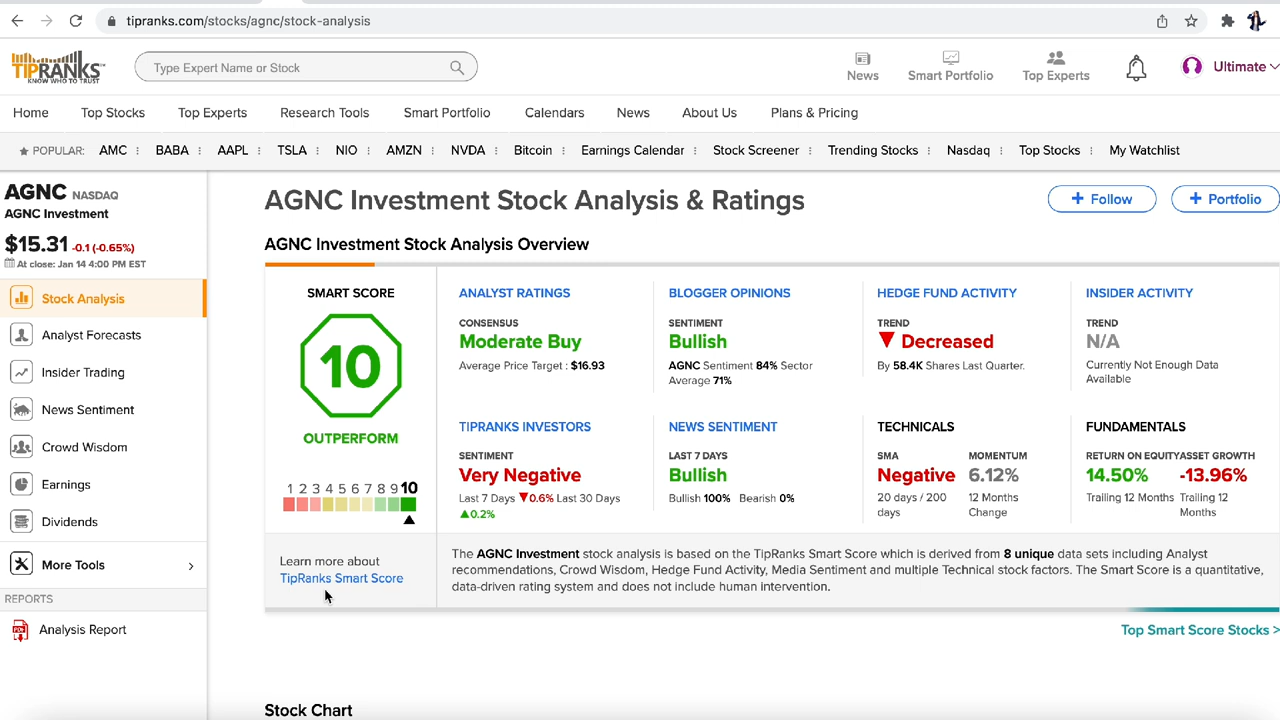 tipranks.com/stocks/agnc/stock-analysis
TIPRANKS
KNOW WHO TO TRUST
Type Expert Name or Stock
News
Smart Portfolio
Top Experts
Ultimate
Home Top Stocks Top Experts Research Tools Smart Portfolio Calendars News About Us Plans & Pricing
POPULAR: AMC BABA AAPL TSLA NIO AMZN NVDA Bitcoin Earnings Calendar Stock Screener Trending Stocks Nasdaq Top Stocks My Watchlist
AGNC NASDAQ
AGNC Investment
$15.31 -0.1 (-0.65%)
At close: Jan 14 4:00 PM EST
Stock Analysis
Analyst Forecasts
Insider Trading
News Sentiment
Crowd Wisdom
Earnings
Dividends
More Tools
REPORTS
PDF
Analysis Report
AGNC Investment Stock Analysis & Ratings
+ Follow
+ Portfolio
AGNC Investment Stock Analysis Overview
SMART SCORE
10
OUTPERFORM
1 2 3 4 5 6 7 8 9 10
Learn more about
TipRanks Smart Score
ANALYST RATINGS
CONSENSUS
Moderate Buy
Average Price Target : $16.93
BLOGGER OPINIONS
SENTIMENT
Bullish
AGNC Sentiment 84% Sector
Average 71%
HEDGE FUND ACTIVITY
TREND
▼ Decreased
By 58.4K Shares Last Quarter.
INSIDER ACTIVITY
TREND
N/A
Currently Not Enough Data
Available
TIPRANKS INVESTORS
SENTIMENT
Very Negative
Last 7 Days ▼0.6% Last 30 Days
▲0.2%
NEWS SENTIMENT
LAST 7 DAYS
Bullish
Bullish 100% Bearish 0%
TECHNICALS
SMA
Negative
20 days / 200
days
MOMENTUM
6.12%
12 Months
Change
FUNDAMENTALS
RETURN ON EQUITY
14.50%
Trailing 12 Months
ASSET GROWTH
-13.96%
Trailing 12
Months
The AGNC Investment stock analysis is based on the TipRanks Smart Score which is derived from 8 unique data sets including Analyst
recommendations, Crowd Wisdom, Hedge Fund Activity, Media Sentiment and multiple Technical stock factors. The Smart Score is a quantitative,
data-driven rating system and does not include human intervention.
Top Smart Score Stocks >
Stock Chart